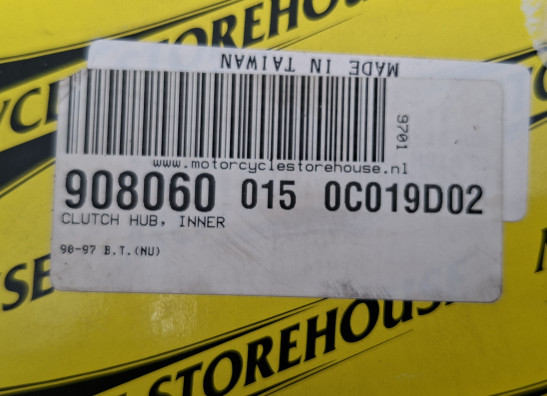 STOREHOUSE
MADE IN TAIWAN
9701
www.motorcyclestorehouse.nl
908060 015 0C019D02
CLUTCH HUB, INNER
90-97 B.T.(NU)
STOREHOUSE